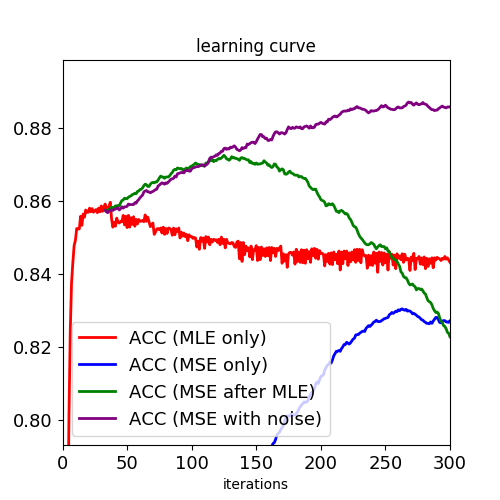 learning curve
0.88
0.86
0.84
0.82
0.80
ACC (MLE only)
ACC (MSE only)
ACC (MSE after MLE)
ACC (MSE with noise)
0 50 100 150 200 250 300
iterations